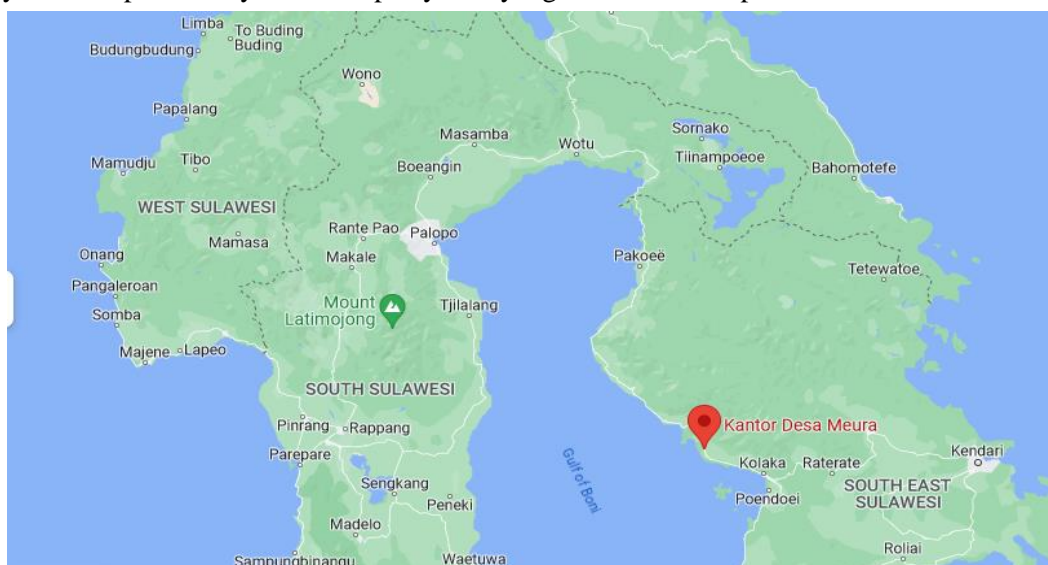 Limba
To Buding
Buding
Budungbudung
Wono
Papalang
Masamba
Wotu
Sornako
Tiinampoeoe
Bahomotefe
Mamudju
Tibo
Boeangin
WEST SULAWESI
Rante Pao
Palopo
Mamasa
Onang
Makale
Pakoeë
Tetewatoe
Pangaleroan
Mount
Latimojong
Tjilalang
Somba
Majene
Lapeo
SOUTH SULAWESI
Pinrang
Rappang
Kantor Desa Meura
Parepare
Gulf of Boni
Kolaka
Raterate
Kendari
Sengkang
Peneki
Poendoei
SOUTH EAST
SULAWESI
Madelo
Roliai
Sampungbinangu
Waetuwa